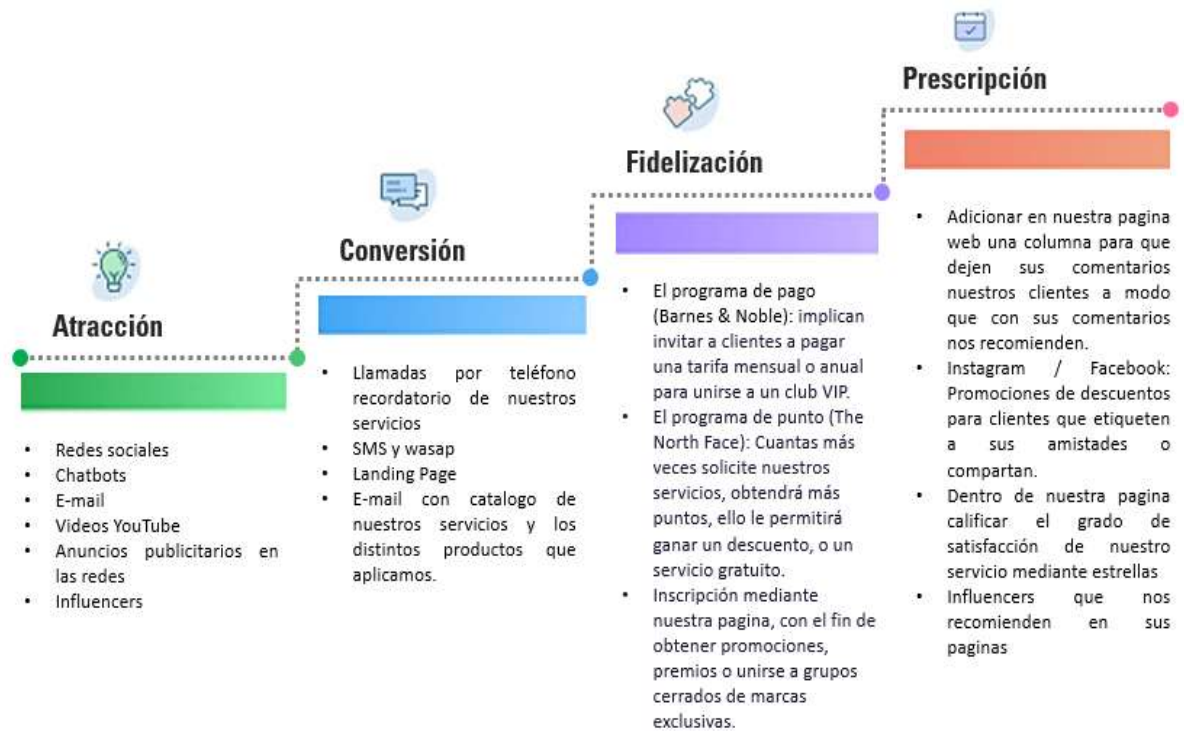 Atracción
Redes sociales
Chatbots
E-mail
Videos YouTube
Anuncios publicitarios en
las redes
Influencers
Conversión
Llamadas por teléfono
recordatorio de nuestros
servicios
SMS y wasap
Landing Page
E-mail con catalogo de
nuestros servicios y los
distintos productos que
aplicamos.
Fidelización
El programa de pago
(Barnes & Noble): implican
invitar a clientes a pagar
una tarifa mensual o anual
para unirse a un club VIP.
El programa de punto (The
North Face): Cuantas más
veces solicite nuestros
servicios, obtendrá más
puntos, ello le permitirá
ganar un descuento, o un
servicio gratuito.
Inscripción mediante
nuestra pagina, con el fin de
obtener promociones,
premios o unirse a grupos
cerrados de marcas
exclusivas.
Prescripción
Adicionar en nuestra pagina
web una columna para que
dejen sus comentarios
nuestros clientes a modo
que con sus comentarios
nos recomienden.
Instagram / Facebook:
Promociones de descuentos
para clientes que etiqueten
a sus amistades o
compartan.
Dentro de nuestra pagina
calificar el grado de
satisfacción de nuestro
servicio mediante estrellas
Influencers que nos
recomienden en sus
paginas